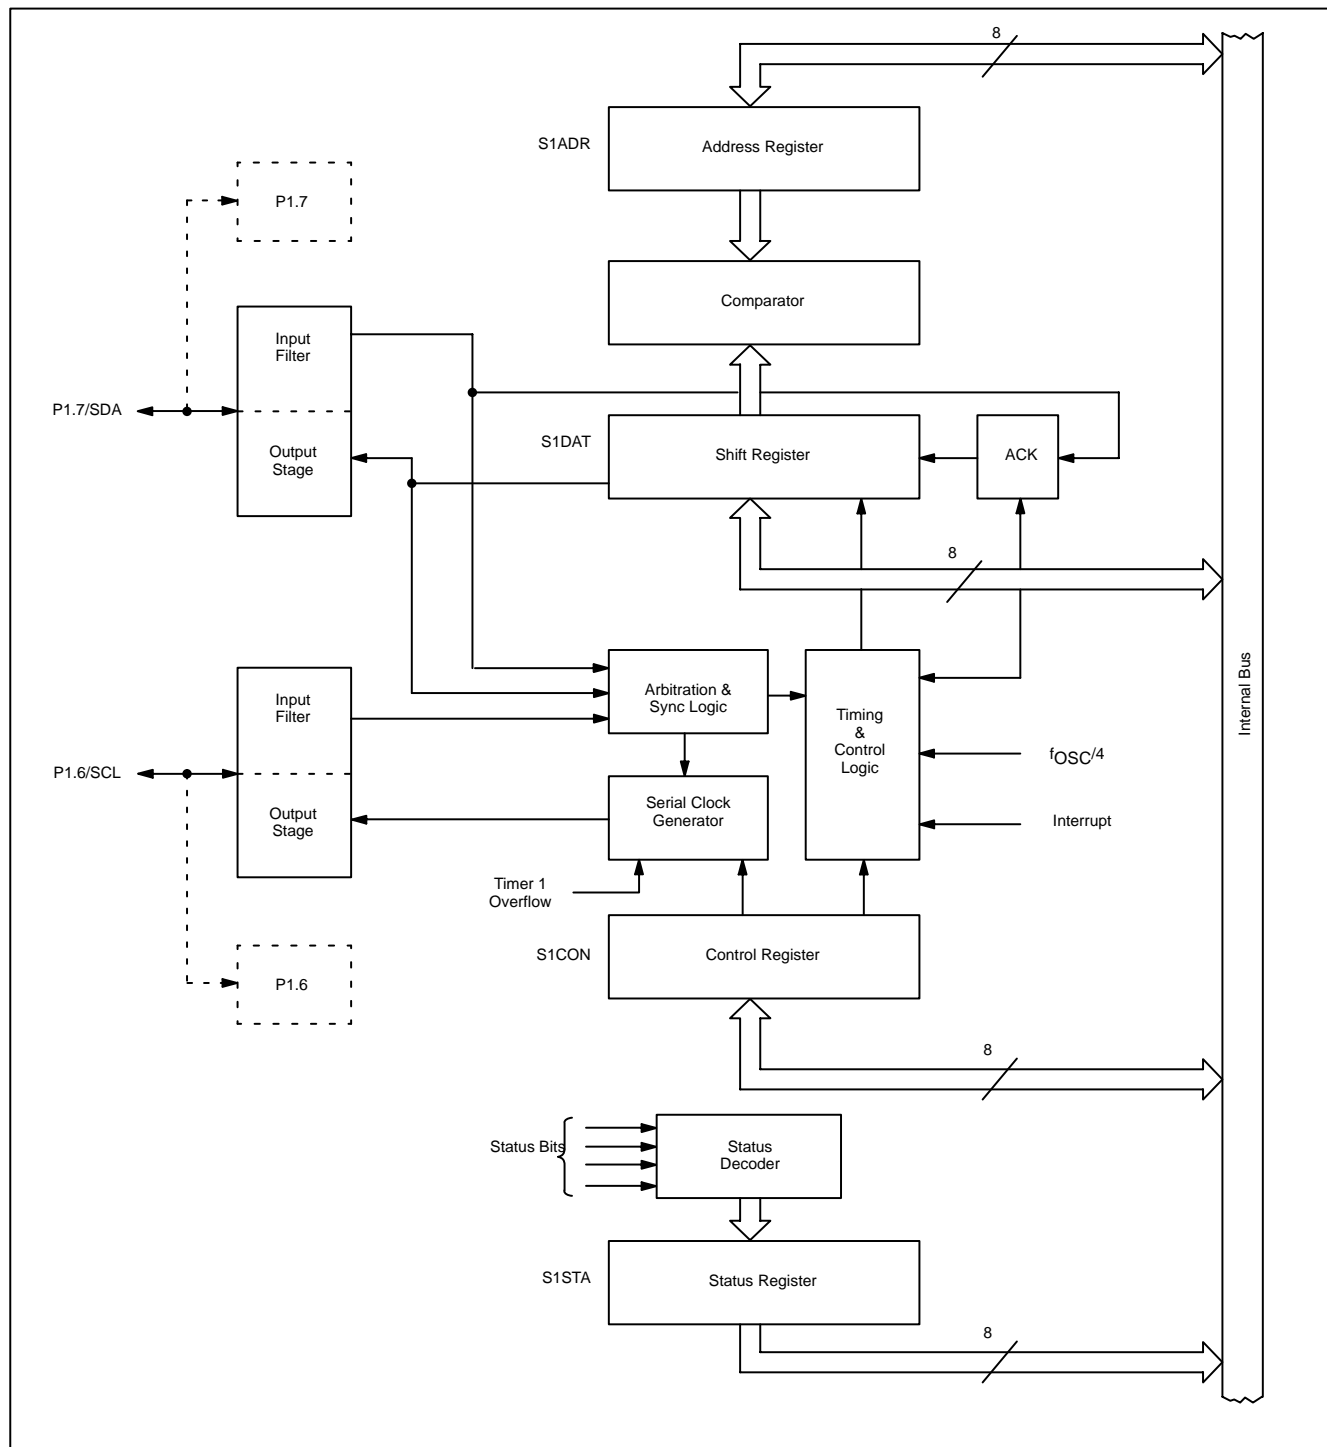 8
S1ADR
Address Register
P1.7
Comparator
Input
Filter
P1.7/SDA
Output
Stage
S1DAT
Shift Register
ACK
8
Internal Bus
Input
Filter
Arbitration &
Sync Logic
Timing
&
Control
Logic
P1.6/SCL
fOSC/4
Output
Stage
Serial Clock
Generator
Interrupt
Timer 1
Overflow
S1CON
Control Register
P1.6
8
Status Bits
Status
Decoder
S1STA
Status Register
8